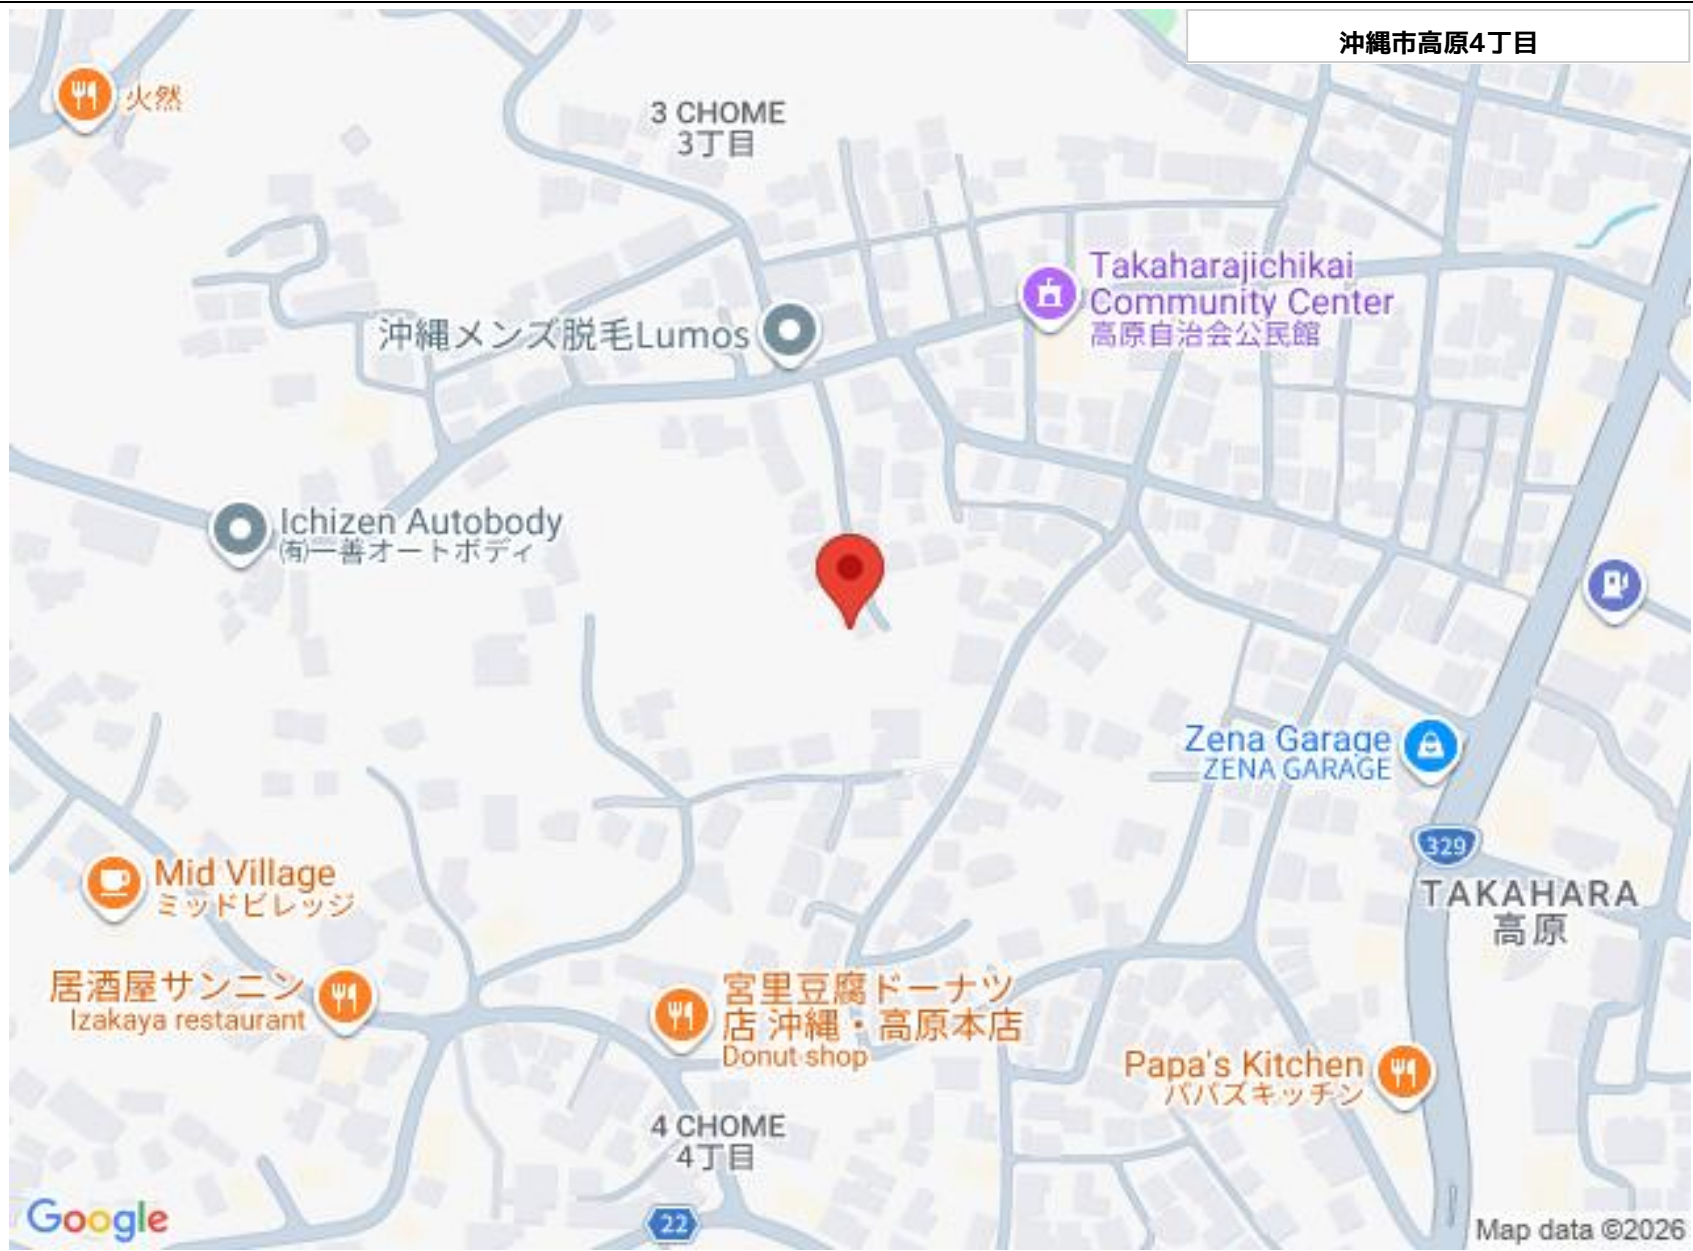 沖縄市高原4丁目
火然
3 CHOME
3丁目
Takaharajichikai
Community Center
高原自治会公民館
沖縄メンズ脱毛Lumos
Ichizen Autobody
㈲一善オートボディ
Zena Garage
ZENA GARAGE
329
TAKAHARA
高原
Mid Village
ミッドビレッジ
居酒屋サンニン
Izakaya restaurant
宮里豆腐ドーナツ
店 沖縄・高原本店
Donut shop
Papa's Kitchen
パパズキッチン
4 CHOME
4丁目
22
Google
Map data ©2026